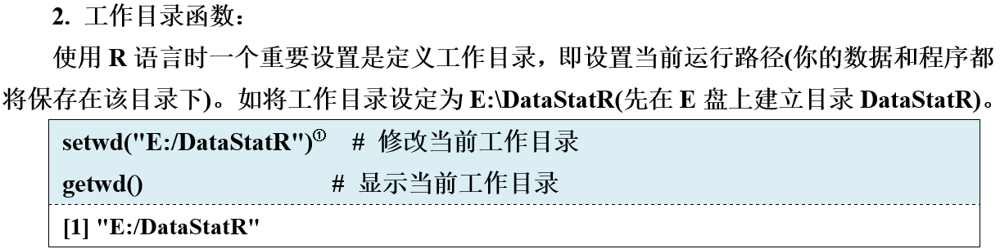 2. 工作目录函数：
使用 R 语言时一个重要设置是定义工作目录，即设置当前运行路径(你的数据和程序都
将保存在该目录下)。如将工作目录设定为 E:\DataStatR(先在 E 盘上建立目录 DataStatR)。
setwd("E:/DataStatR")① # 修改当前工作目录
getwd() # 显示当前工作目录
[1] "E:/DataStatR"